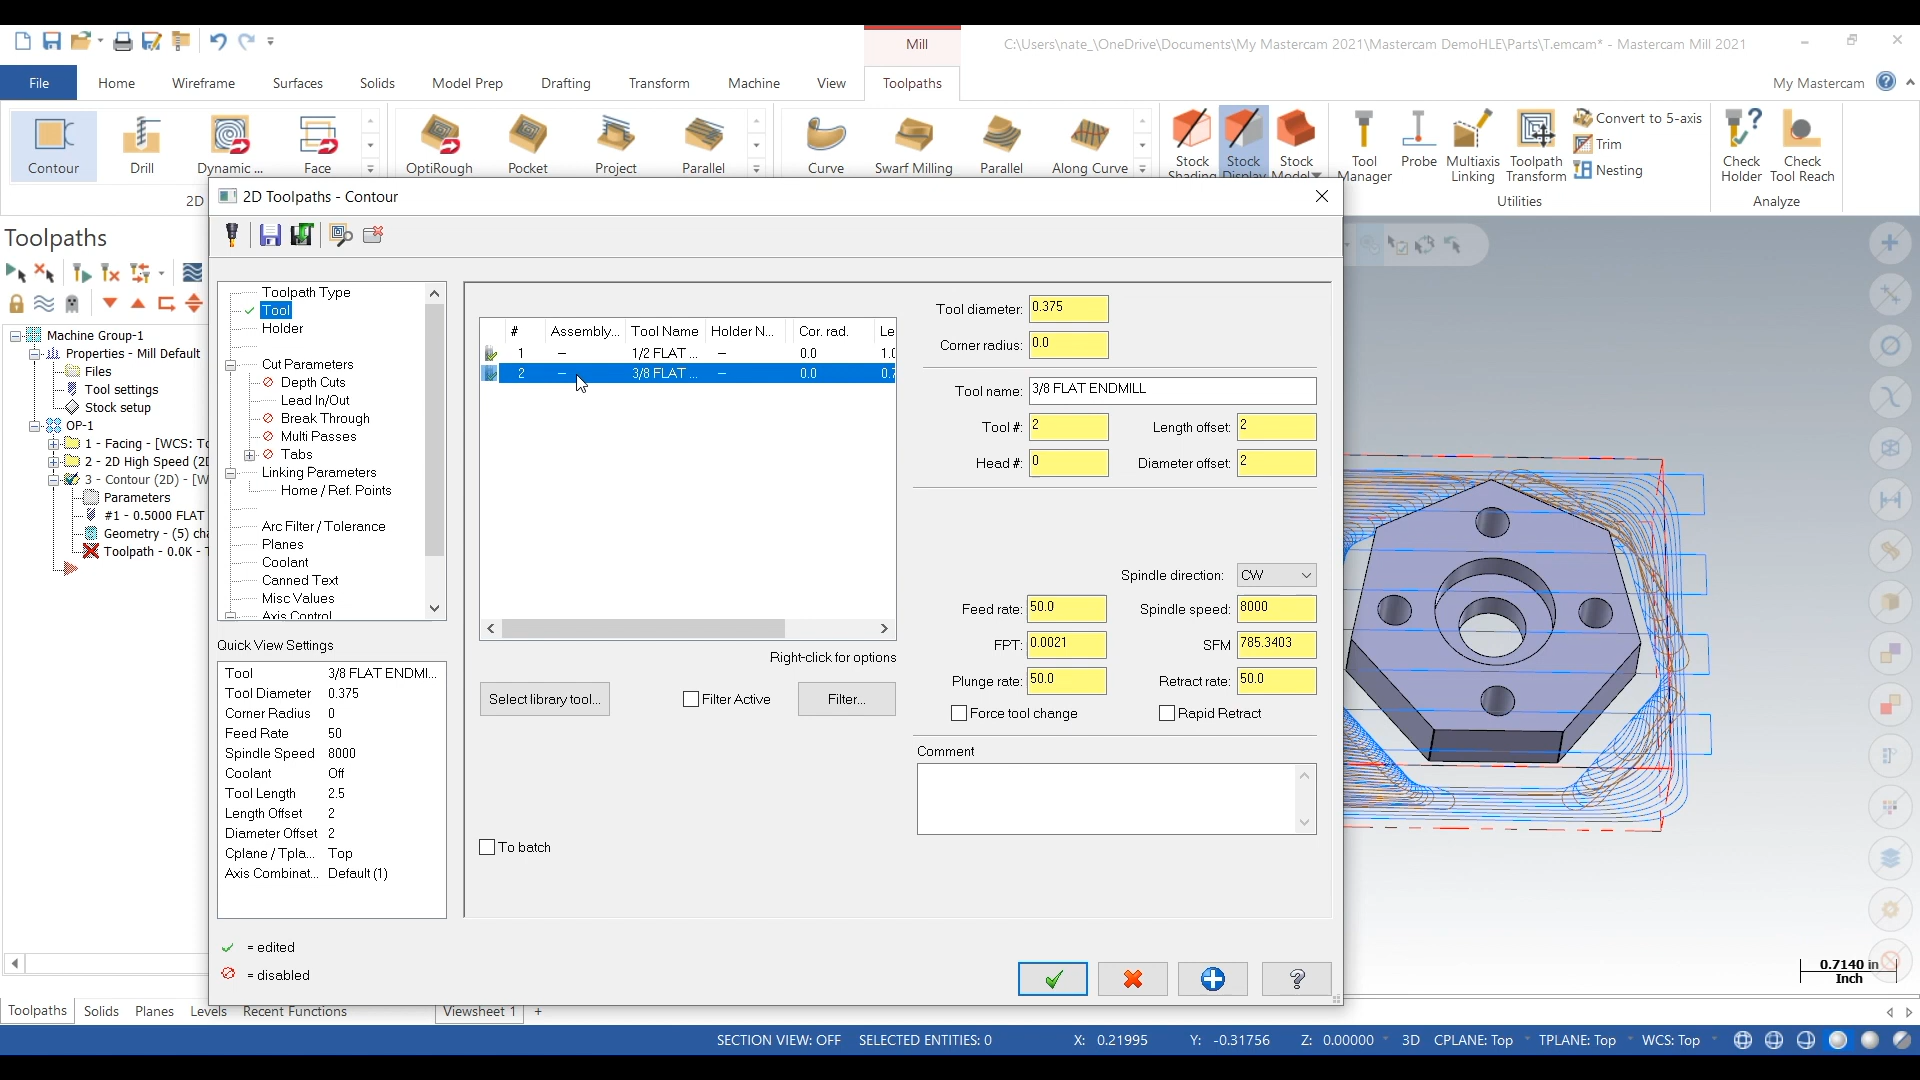 Mill
C:\Users\nate_\OneDrive\Documents\My Mastercam 2021\Mastercam DemoHLE\Parts\T.emcam* - Mastercam Mill 2021
File Home Wireframe Surfaces Solids Model Prep Drafting Transform Machine View Toolpaths My Mastercam
Contour Drill Dynamic ... Face OptiRough Pocket Project Parallel Curve Swarf Milling Parallel Along Curve
Stock Shading Stock Display Stock Model
Tool Manager Probe Multiaxis Linking Toolpath Transform
Convert to 5-axis
Trim
Nesting
Check Holder Check Tool Reach
2D Utilities Analyze
2D Toolpaths - Contour
Toolpaths
Machine Group-1
Properties - Mill Default
Files
Tool settings
Stock setup
OP-1
1 - Facing - [WCS: To
2 - 2D High Speed (2D
3 - Contour (2D) - [W
Parameters
#1 - 0.5000 FLAT
Geometry - (5) cha
Toolpath - 0.0K - T
Toolpath Type
Tool
Holder
Cut Parameters
Depth Cuts
Lead In/Out
Break Through
Multi Passes
Tabs
Linking Parameters
Home / Ref. Points
Arc Filter / Tolerance
Planes
Coolant
Canned Text
Misc Values
Axis Control
Quick View Settings
Tool 3/8 FLAT ENDMI...
Tool Diameter 0.375
Corner Radius 0
Feed Rate 50
Spindle Speed 8000
Coolant Off
Tool Length 2.5
Length Offset 2
Diameter Offset 2
Cplane / Tpla... Top
Axis Combinat... Default (1)
= edited
= disabled
# Assembly... Tool Name Holder N... Cor. rad. Le
1 – 1/2 FLAT ... – 0.0 1.0
2 – 3/8 FLAT ... – 0.0 0.7
Right-click for options
Select library tool... Filter Active Filter...
To batch
Tool diameter: 0.375
Corner radius: 0.0
Tool name: 3/8 FLAT ENDMILL
Tool #: 2 Length offset: 2
Head #: 0 Diameter offset: 2
Spindle direction: CW
Feed rate: 50.0 Spindle speed: 8000
FPT: 0.0021 SFM 785.3403
Plunge rate: 50.0 Retract rate: 50.0
Force tool change Rapid Retract
Comment
0.7140 in
Inch
Toolpaths Solids Planes Levels Recent Functions Viewsheet 1 +
SECTION VIEW: OFF SELECTED ENTITIES: 0 X: 0.21995 Y: -0.31756 Z: 0.00000 3D CPLANE: Top TPLANE: Top WCS: Top